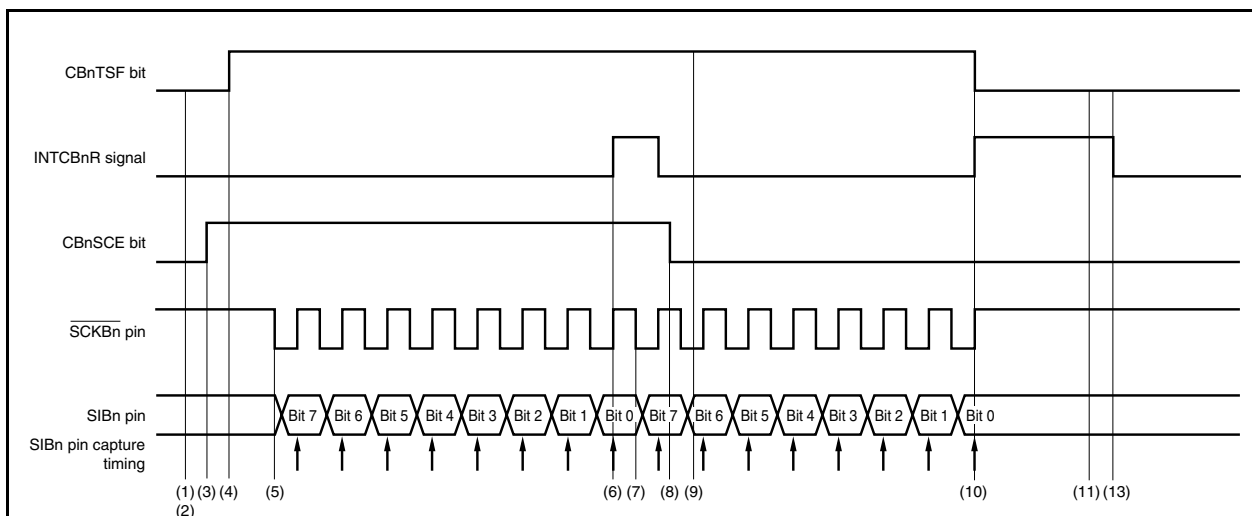 CBnTSF bit
INTCBnR signal
CBnSCE bit
SCKBn pin
SIBn pin
Bit 7 Bit 6 Bit 5 Bit 4 Bit 3 Bit 2 Bit 1 Bit 0 Bit 7 Bit 6 Bit 5 Bit 4 Bit 3 Bit 2 Bit 1 Bit 0
SIBn pin capture
timing
(1) (3) (4) (5) (6) (7) (8) (9) (10) (11) (13)
(2)